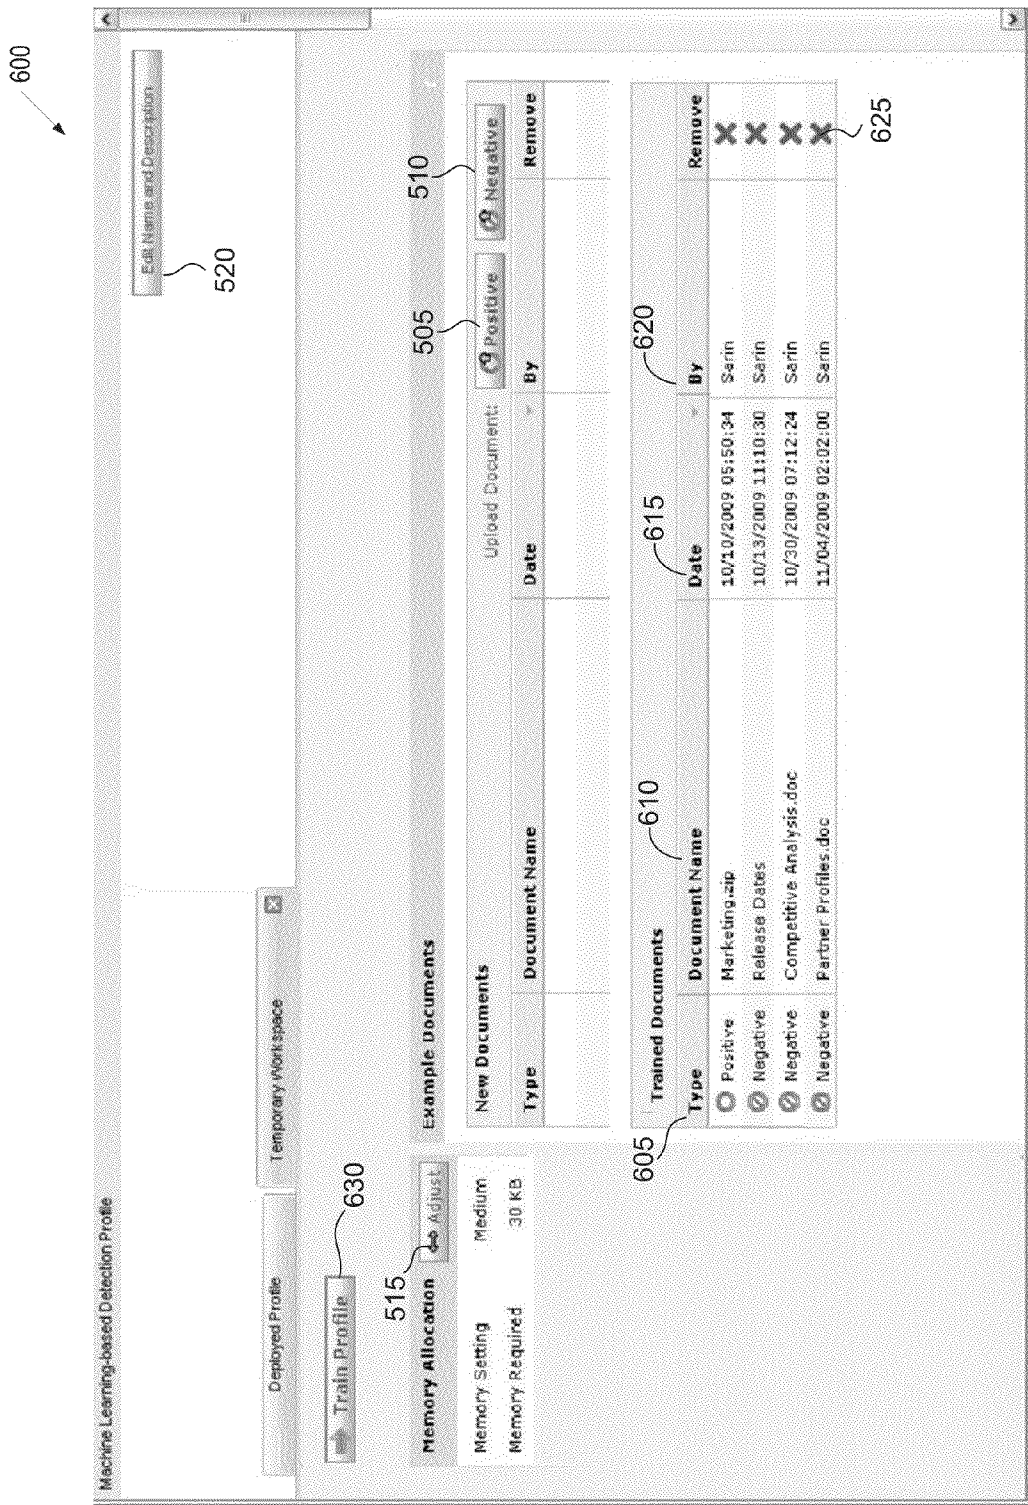 600
Machine Learning-based Detection Profile
Edit Name and Description
520
Deployed Profile
Temporary Workspace
Train Profile
630
515
505
510
Memory Allocation
Adjust
Memory Setting Medium
Memory Required 30 KB
Example Documents
New Documents
Upload Document:
Positive
Negative
Type Document Name Date By Remove
605
610
615
620
Trained Documents
Type Document Name Date By Remove
Positive Marketing.zip 10/10/2009 05:50:34 Sarin
Negative Release Dates 10/13/2009 11:10:30 Sarin
Negative Competitive Analysis.doc 10/30/2009 07:12:24 Sarin
Negative Partner Profiles.doc 11/04/2009 02:02:00 Sarin
625